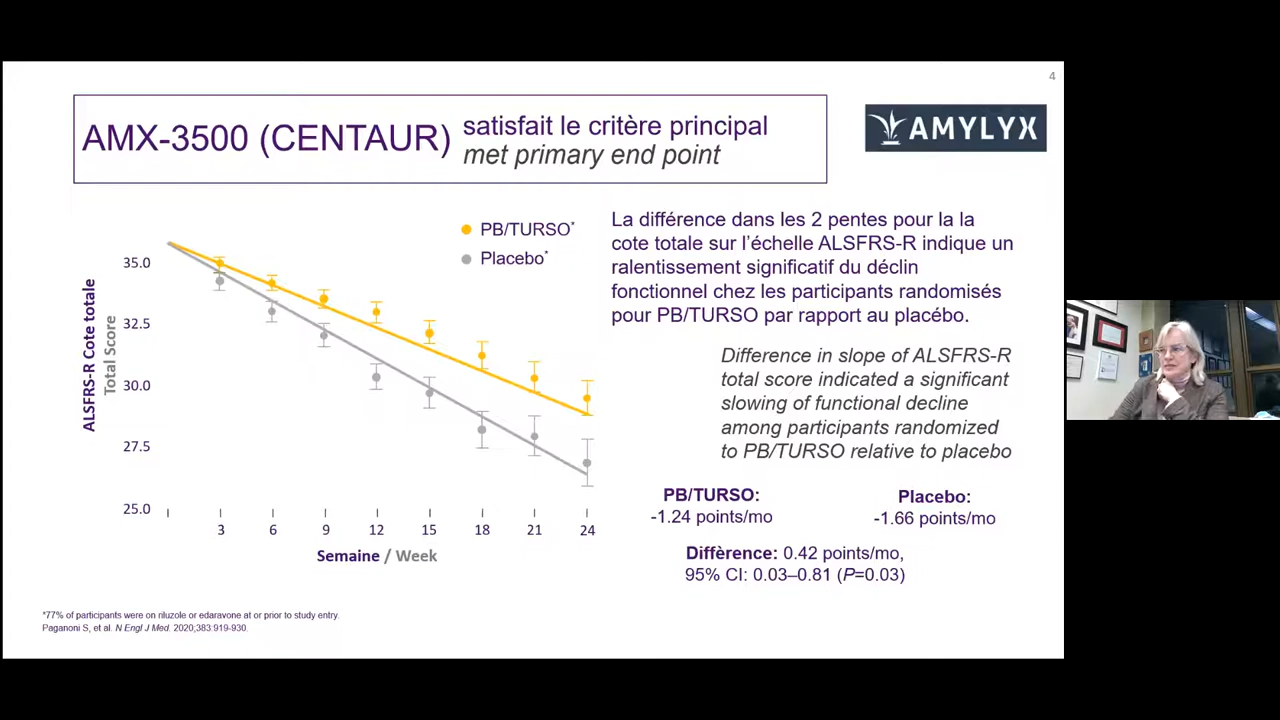 4
AMX-3500 (CENTAUR)
satisfait le critère principal
met primary end point
AMYLYX
PB/TURSO*
Placebo*
35.0
32.5
30.0
27.5
25.0
ALSFRS-R Cote totale
Total Score
3 6 9 12 15 18 21 24
Semaine / Week
La différence dans les 2 pentes pour la la
cote totale sur l'échelle ALSFRS-R indique un
ralentissement significatif du déclin
fonctionnel chez les participants randomisés
pour PB/TURSO par rapport au placébo.
Difference in slope of ALSFRS-R
total score indicated a significant
slowing of functional decline
among participants randomized
to PB/TURSO relative to placebo
PB/TURSO:
-1.24 points/mo
Placebo:
-1.66 points/mo
Diffèrence: 0.42 points/mo,
95% CI: 0.03–0.81 (P=0.03)
*77% of participants were on riluzole or edaravone at or prior to study entry.
Paganoni S, et al. N Engl J Med. 2020;383:919-930.